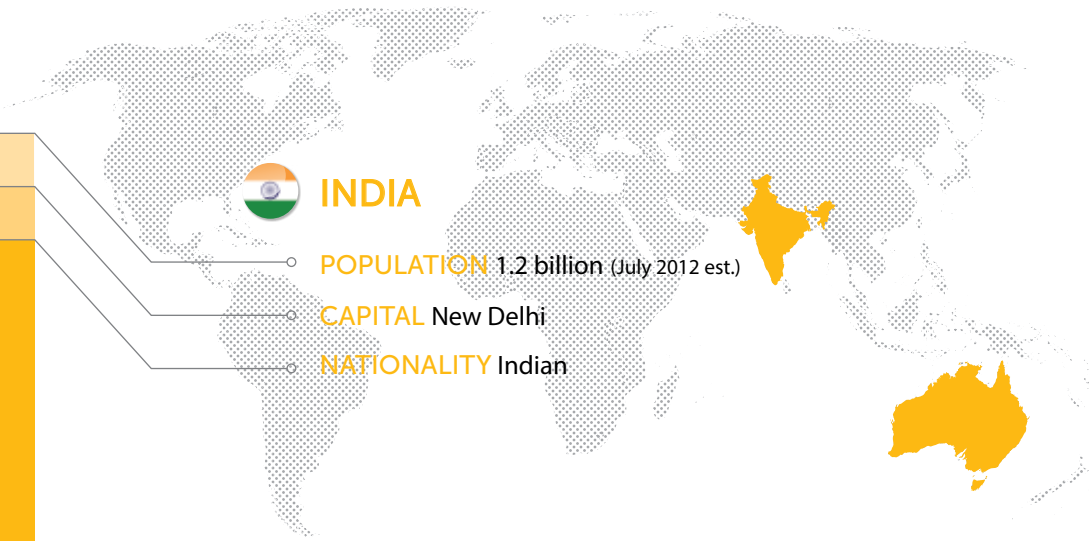 INDIA
POPULATION 1.2 billion (July 2012 est.)
CAPITAL New Delhi
NATIONALITY Indian